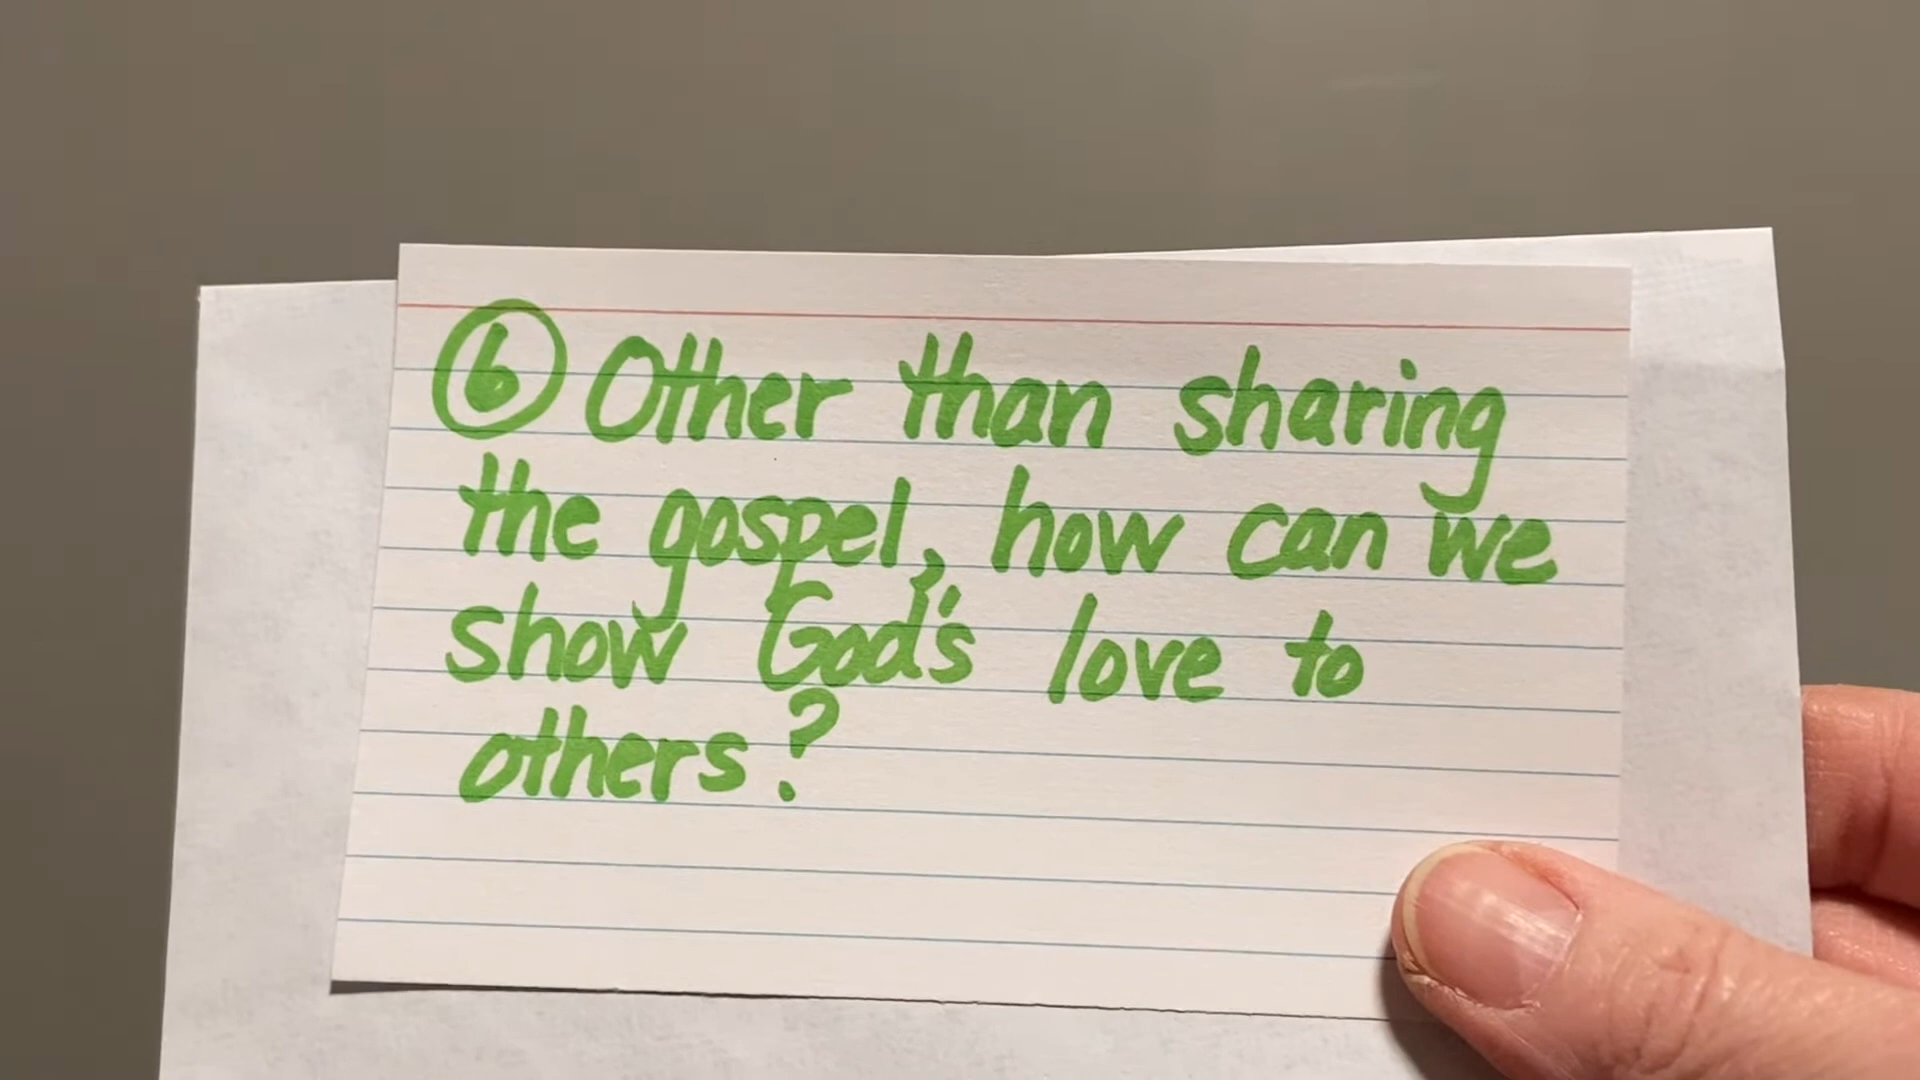 6 Other than sharing
the gospel, how can we
show God's love to
others?